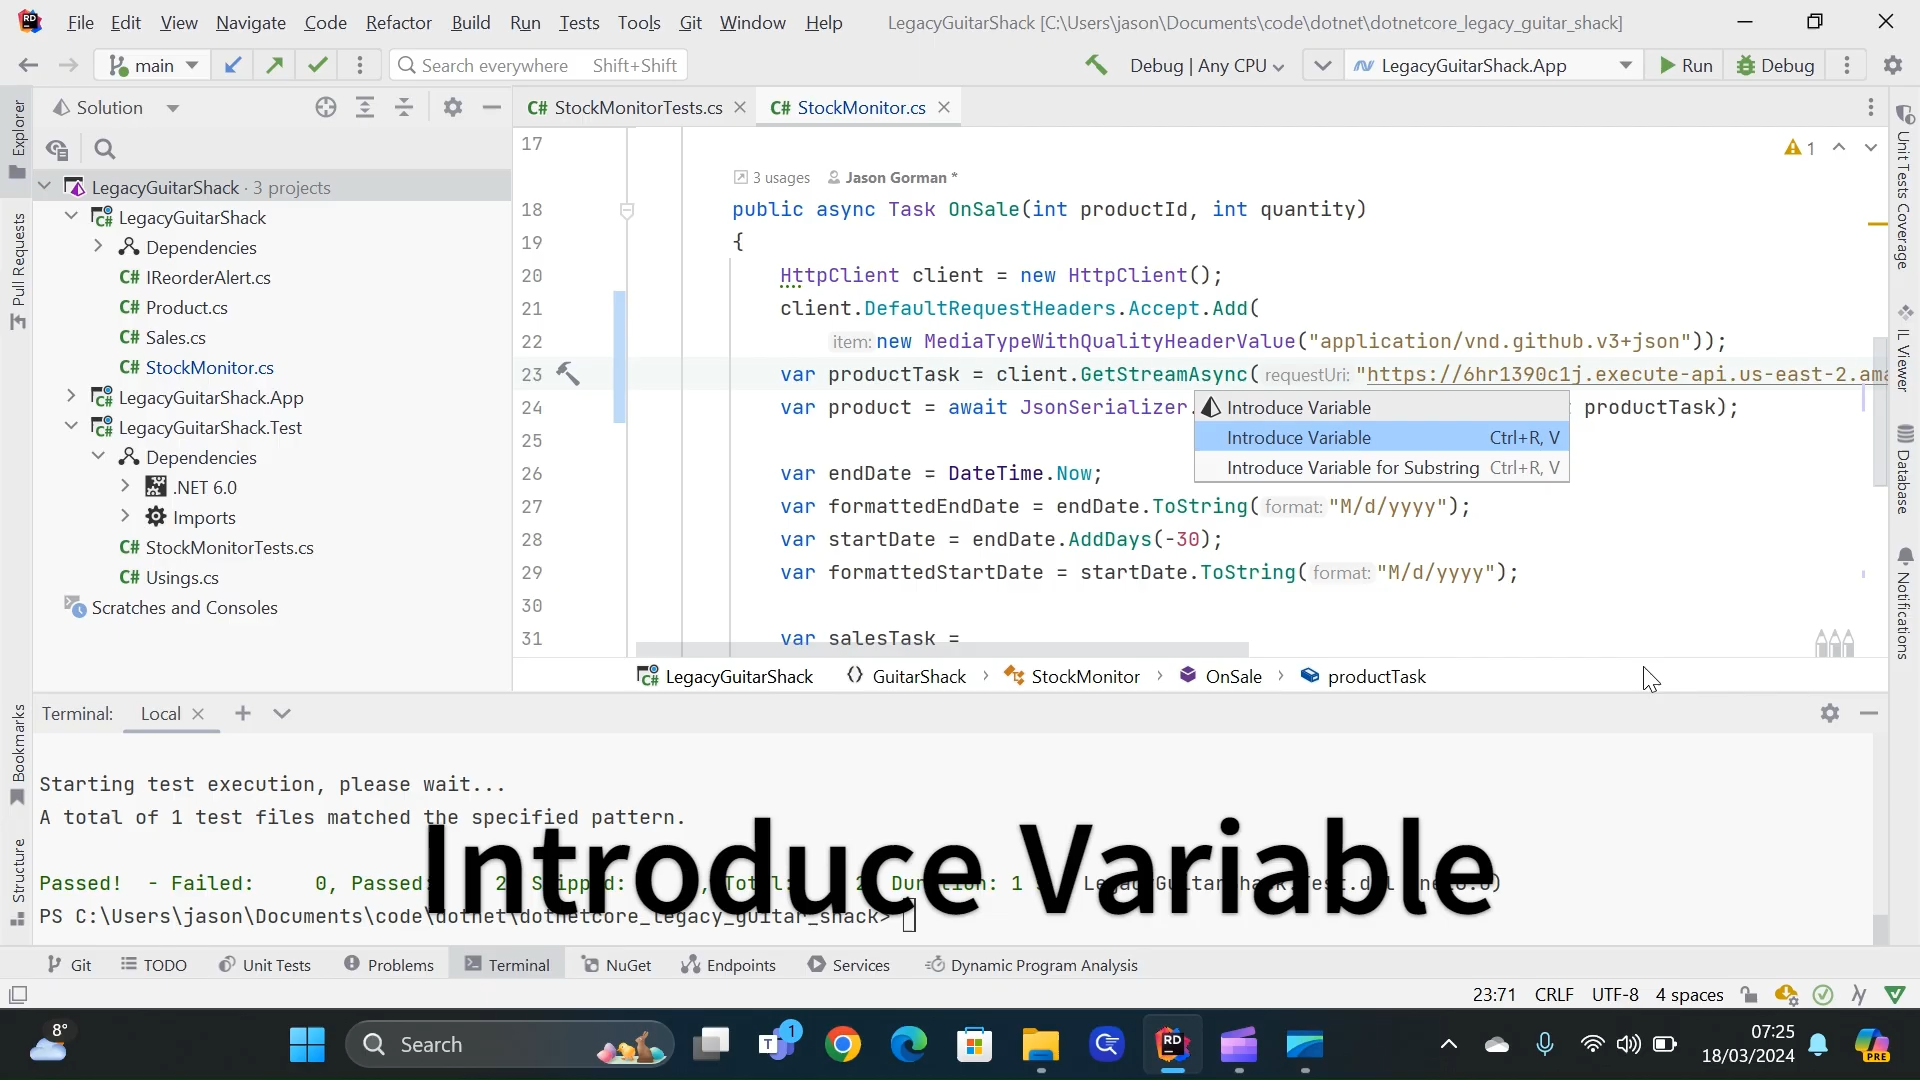 File Edit View Navigate Code Refactor Build Run Tests Tools Git Window Help LegacyGuitarShack [C:\Users\jason\Documents\code\dotnet\dotnetcore_legacy_guitar_shack]
main Search everywhere Shift+Shift Debug | Any CPU LegacyGuitarShack.App Run Debug
Explorer
Pull Requests
Bookmarks
Structure
Solution
LegacyGuitarShack · 3 projects
LegacyGuitarShack
Dependencies
C# IReorderAlert.cs
C# Product.cs
C# Sales.cs
C# StockMonitor.cs
LegacyGuitarShack.App
LegacyGuitarShack.Test
Dependencies
.NET 6.0
Imports
C# StockMonitorTests.cs
C# Usings.cs
Scratches and Consoles
C# StockMonitorTests.cs C# StockMonitor.cs
17
1
3 usages Jason Gorman *
18 public async Task OnSale(int productId, int quantity)
19 {
20 HttpClient client = new HttpClient();
21 client.DefaultRequestHeaders.Accept.Add(
22 item: new MediaTypeWithQualityHeaderValue("application/vnd.github.v3+json"));
23 var productTask = client.GetStreamAsync( requestUri: "https://6hr1390c1j.execute-api.us-east-2.ama
24 var product = await JsonSerializer. productTask);
Introduce Variable
Introduce Variable Ctrl+R, V
Introduce Variable for Substring Ctrl+R, V
25
26 var endDate = DateTime.Now;
27 var formattedEndDate = endDate.ToString( format: "M/d/yyyy");
28 var startDate = endDate.AddDays(-30);
29 var formattedStartDate = startDate.ToString( format: "M/d/yyyy");
30
31 var salesTask =
LegacyGuitarShack GuitarShack › StockMonitor › OnSale › productTask
Unit Tests Coverage
IL Viewer
Database
Notifications
Terminal: Local
Starting test execution, please wait...
A total of 1 test files matched the specified pattern.
Passed! - Failed: 0, Passed: 2
PS C:\Users\jason\Documents\code\dotnet\dotnetcore_legacy_guitar_shack>
Introduce Variable
Git TODO Unit Tests Problems Terminal NuGet Endpoints Services Dynamic Program Analysis
23:71 CRLF UTF-8 4 spaces
8° Search 1 07:25
18/03/2024
PRE